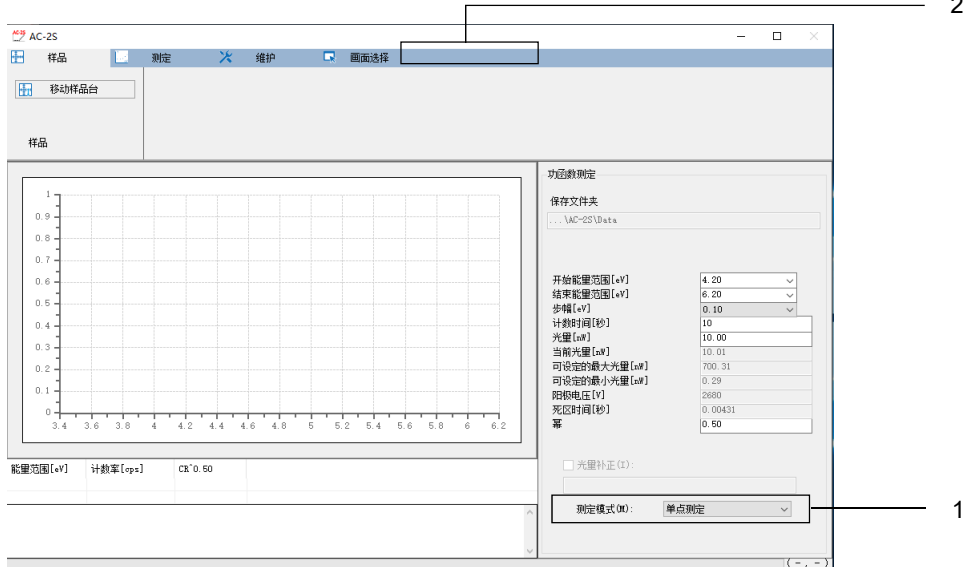 2
AC-2S
样品 测定 维护 画面选择
移动样品台
样品
功函数测定
保存文件夹
...\AC-2S\Data
1
0.9
0.8
0.7
0.6
0.5
0.4
0.3
0.2
0.1
0
3.4 3.6 3.8 4 4.2 4.4 4.6 4.8 5 5.2 5.4 5.6 5.8 6 6.2
开始能量范围[eV] 4.20
结束能量范围[eV] 6.20
步幅[eV] 0.10
计数时间[秒] 10
光量[nW] 10.00
当前光量[nW] 10.01
可设定的最大光量[nW] 700.31
可设定的最小光量[nW] 0.29
阳极电压[V] 2680
死区时间[秒] 0.00431
幂 0.50
能量范围[eV] 计数率[cps] CR^0.50
光量补正(I):
测定模式(M): 单点测定
1
(-, -)